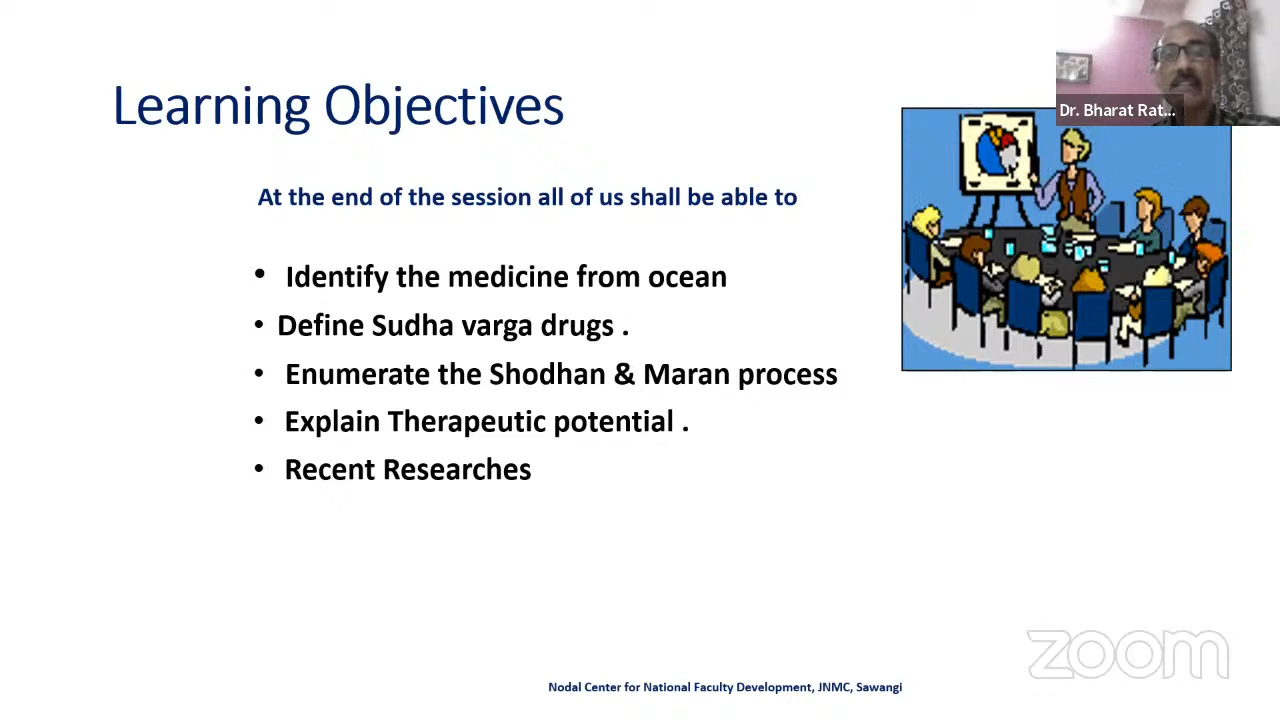 Learning Objectives
Dr. Bharat Rat...
At the end of the session all of us shall be able to
• Identify the medicine from ocean
• Define Sudha varga drugs .
• Enumerate the Shodhan & Maran process
• Explain Therapeutic potential .
• Recent Researches
zoom
Nodal Center for National Faculty Development, JNMC, Sawangi